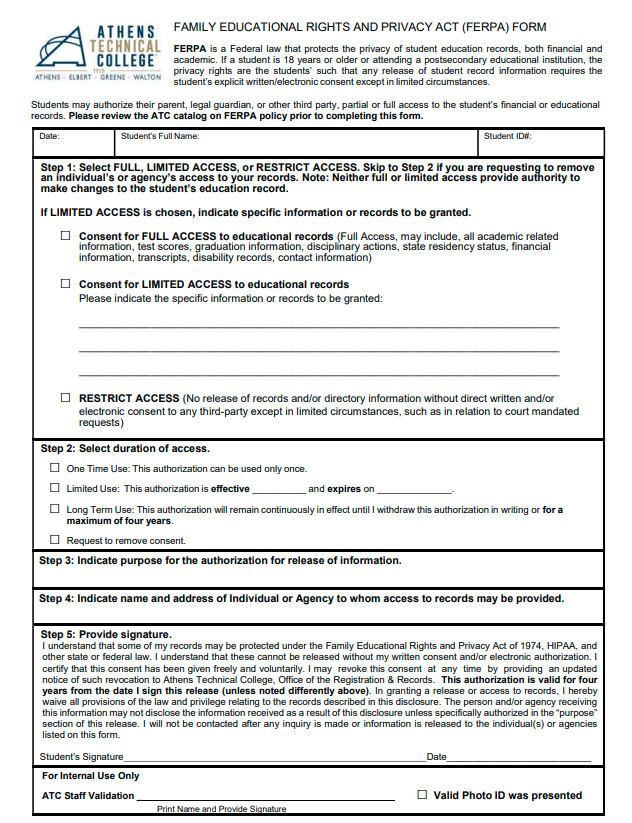 ATHENS
TECHNICAL
COLLEGE
1958
ATHENS · ELBERT · GREENE · WALTON
FAMILY EDUCATIONAL RIGHTS AND PRIVACY ACT (FERPA) FORM
FERPA is a Federal law that protects the privacy of student education records, both financial and
academic. If a student is 18 years or older or attending a postsecondary educational institution, the
privacy rights are the students’ such that any release of student record information requires the
student’s explicit written/electronic consent except in limited circumstances.
Students may authorize their parent, legal guardian, or other third party, partial or full access to the student’s financial or educational
records. Please review the ATC catalog on FERPA policy prior to completing this form.
Date: Student's Full Name: Student ID#:
Step 1: Select FULL, LIMITED ACCESS, or RESTRICT ACCESS. Skip to Step 2 if you are requesting to remove
an individual’s or agency’s access to your records. Note: Neither full or limited access provide authority to
make changes to the student’s education record.
If LIMITED ACCESS is chosen, indicate specific information or records to be granted.
☐ Consent for FULL ACCESS to educational records (Full Access, may include, all academic related
information, test scores, graduation information, disciplinary actions, state residency status, financial
information, transcripts, disability records, contact information)
☐ Consent for LIMITED ACCESS to educational records
Please indicate the specific information or records to be granted:
☐ RESTRICT ACCESS (No release of records and/or directory information without direct written and/or
electronic consent to any third-party except in limited circumstances, such as in relation to court mandated
requests)
Step 2: Select duration of access.
☐ One Time Use: This authorization can be used only once.
☐ Limited Use: This authorization is effective __________ and expires on ______________.
☐ Long Term Use: This authorization will remain continuously in effect until I withdraw this authorization in writing or for a
maximum of four years.
☐ Request to remove consent.
Step 3: Indicate purpose for the authorization for release of information.
Step 4: Indicate name and address of Individual or Agency to whom access to records may be provided.
Step 5: Provide signature.
I understand that some of my records may be protected under the Family Educational Rights and Privacy Act of 1974, HIPAA, and
other state or federal law. I understand that these cannot be released without my written consent and/or electronic authorization. I
certify that this consent has been given freely and voluntarily. I may revoke this consent at any time by providing an updated
notice of such revocation to Athens Technical College, Office of the Registration & Records. This authorization is valid for four
years from the date I sign this release (unless noted differently above). In granting a release or access to records, I hereby
waive all provisions of the law and privilege relating to the records described in this disclosure. The person and/or agency receiving
this information may not disclose the information received as a result of this disclosure unless specifically authorized in the “purpose”
section of this release. I will not be contacted after any inquiry is made or information is released to the individual(s) or agencies
listed on this form.
Student’s Signature____________________ Date____________________
For Internal Use Only
ATC Staff Validation ____________________ ☐ Valid Photo ID was presented
Print Name and Provide Signature